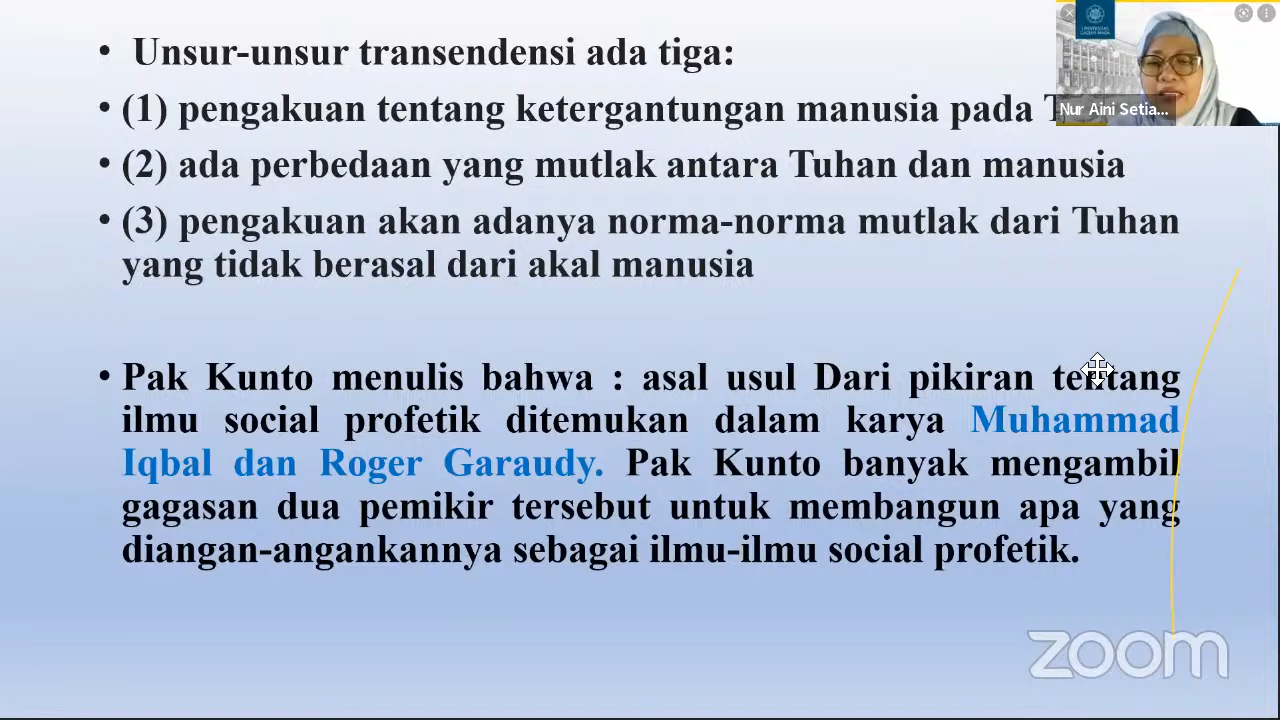 • Unsur-unsur transendensi ada tiga:
• (1) pengakuan tentang ketergantungan manusia pada
• (2) ada perbedaan yang mutlak antara Tuhan dan manusia
• (3) pengakuan akan adanya norma-norma mutlak dari Tuhan
yang tidak berasal dari akal manusia
• Pak Kunto menulis bahwa : asal usul Dari pikiran tentang
ilmu social profetik ditemukan dalam karya Muhammad
Iqbal dan Roger Garaudy. Pak Kunto banyak mengambil
gagasan dua pemikir tersebut untuk membangun apa yang
diangan-angankannya sebagai ilmu-ilmu social profetik.
UNIVERSITAS
GADJAH MADA
Nur Aini Setia...
zoom